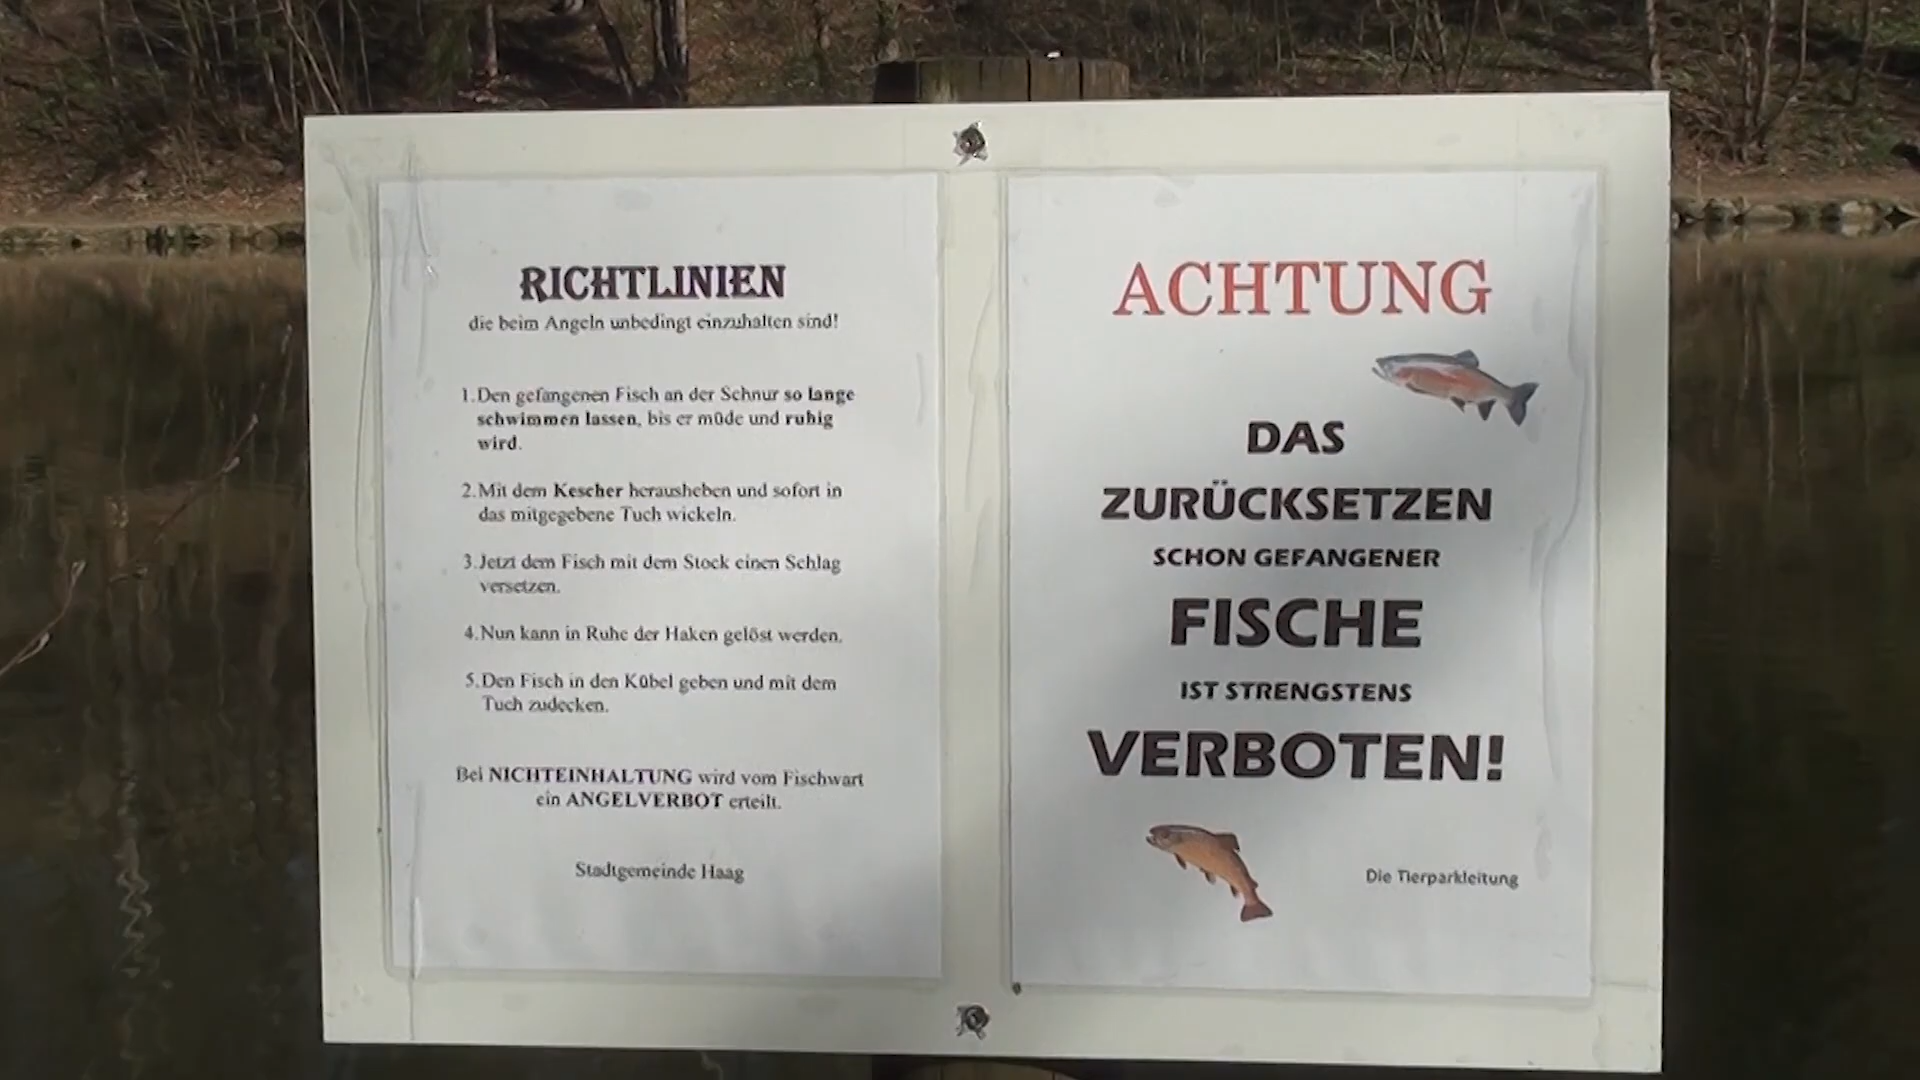 RICHTLINIEN
die beim Angeln unbedingt einzuhalten sind!
1.Den gefangenen Fisch an der Schnur so lange
schwimmen lassen, bis er müde und ruhig
wird.
2.Mit dem Kescher herausheben und sofort in
das mitgegebene Tuch wickeln.
3.Jetzt dem Fisch mit dem Stock einen Schlag
versetzen.
4.Nun kann in Ruhe der Haken gelöst werden.
5.Den Fisch in den Kübel geben und mit dem
Tuch zudecken.
Bei NICHTEINHALTUNG wird vom Fischwart
ein ANGELVERBOT erteilt.
Stadtgemeinde Haag
ACHTUNG
DAS
ZURÜCKSETZEN
SCHON GEFANGENER
FISCHE
IST STRENGSTENS
VERBOTEN!
Die Tierparkleitung